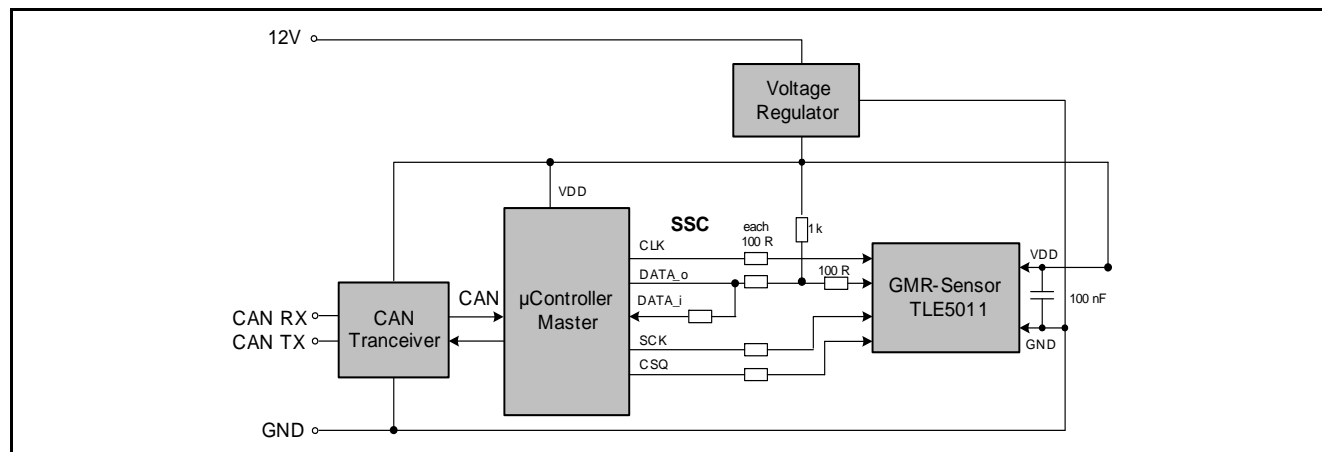 12V
Voltage
Regulator
VDD
SSC
each
100 R
1k
CLK
DATA_o
100 R
DATA_i
VDD
GMR-Sensor
TLE5011
100 nF
GND
CAN
µController
Master
CAN RX
CAN TX
CAN
Tranceiver
SCK
CSQ
GND